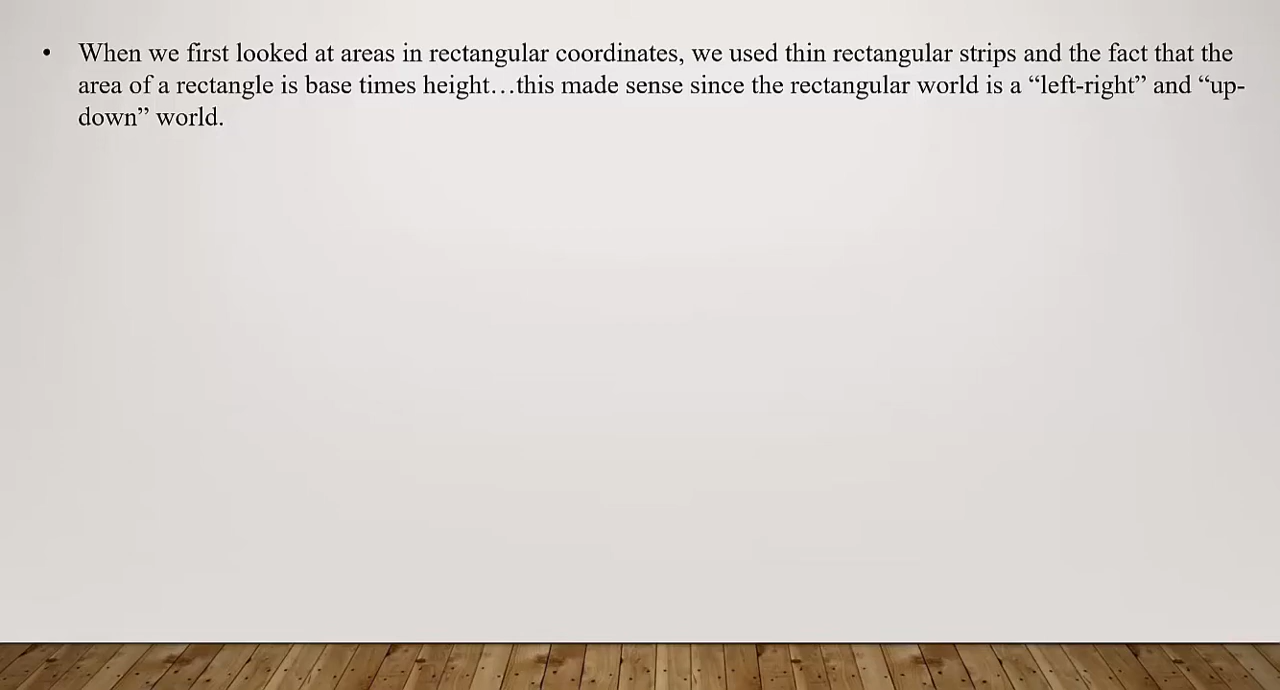 • When we first looked at areas in rectangular coordinates, we used thin rectangular strips and the fact that the
area of a rectangle is base times height…this made sense since the rectangular world is a “left-right” and “up-
down” world.